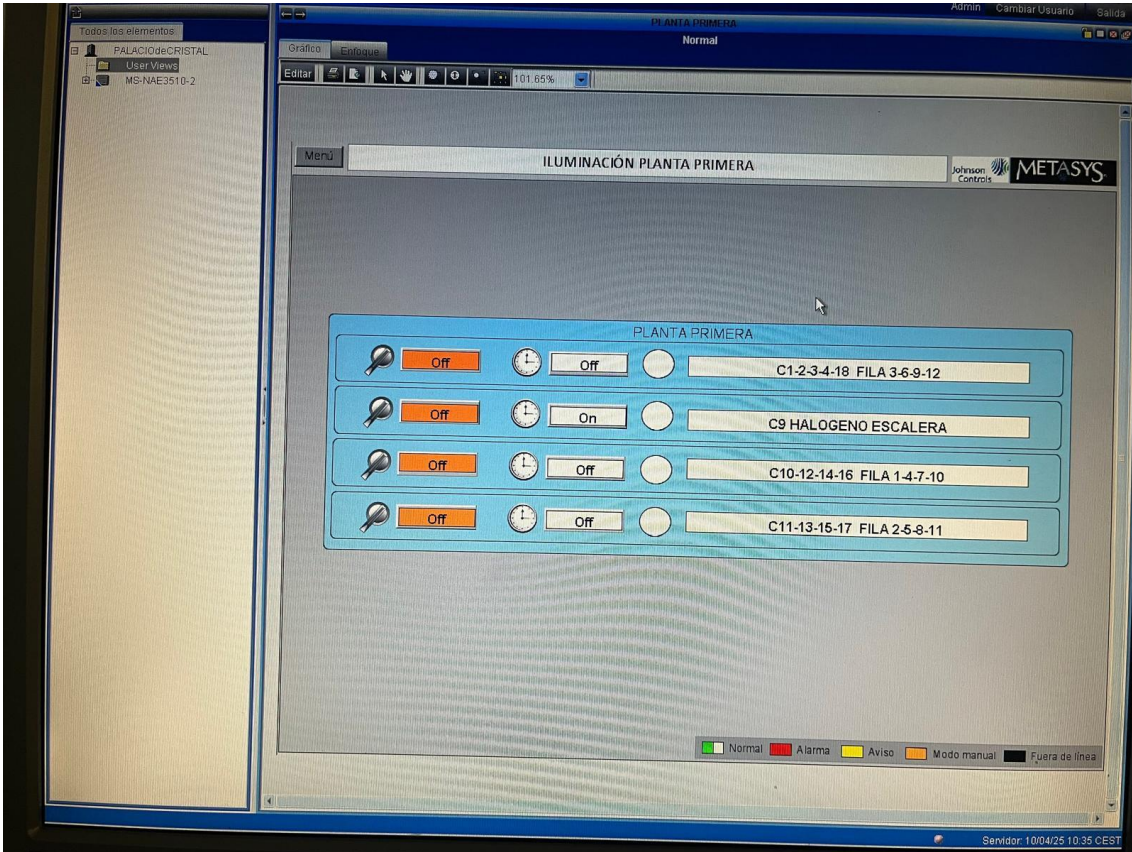 Admin Cambiar Usuario Salida
PLANTA PRIMERA
Normal
Todos los elementos
PALACIOdeCRISTAL
User Views
MS-NAE3510-2
Gráfico Enfoque
Editar 101.65%
Menú
ILUMINACIÓN PLANTA PRIMERA
Johnson Controls METASYS
PLANTA PRIMERA
Off Off C1-2-3-4-18 FILA 3-6-9-12
Off On C9 HALOGENO ESCALERA
Off Off C10-12-14-16 FILA 1-4-7-10
Off Off C11-13-15-17 FILA 2-5-8-11
Normal Alarma Aviso Modo manual Fuera de línea
Servidor: 10/04/25 10:35 CEST